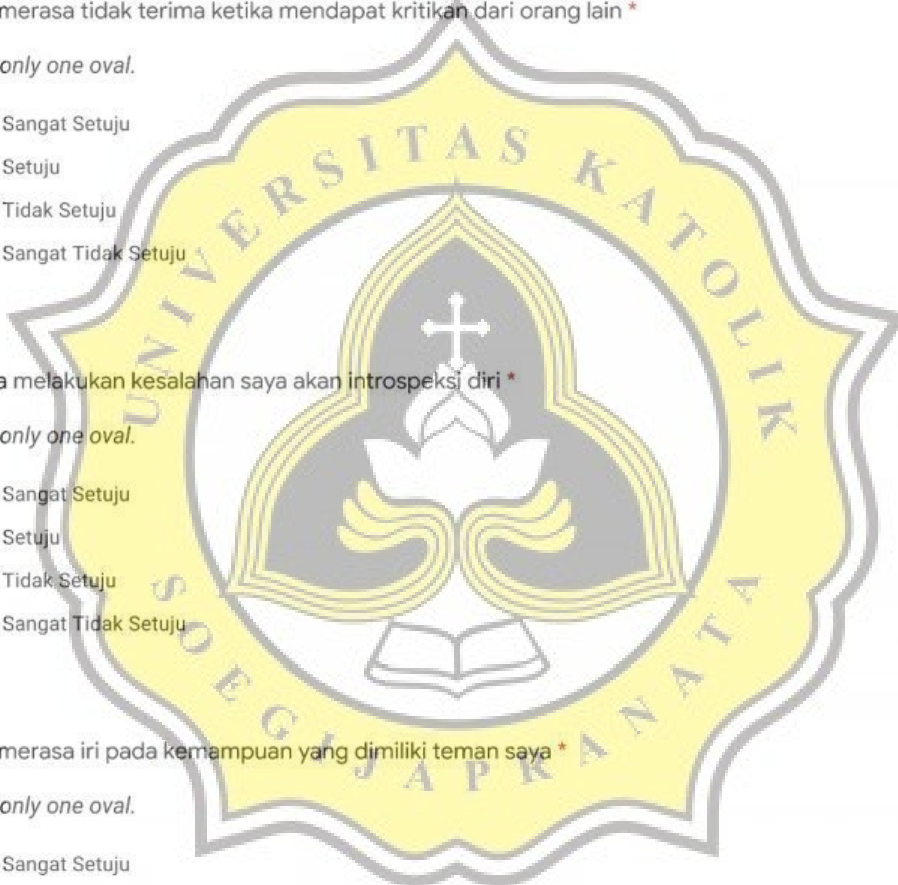 merasa tidak terima ketika mendapat kritikan dari orang lain *
only one oval.
Sangat Setuju
Setuju
Tidak Setuju
Sangat Tidak Setuju
a melakukan kesalahan saya akan introspeksi diri *
only one oval.
Sangat Setuju
Setuju
Tidak Setuju
Sangat Tidak Setuju
merasa iri pada kemampuan yang dimiliki teman saya *
only one oval.
Sangat Setuju
UNIVERSITAS KATOLIK
SOEGIJAPRANATA